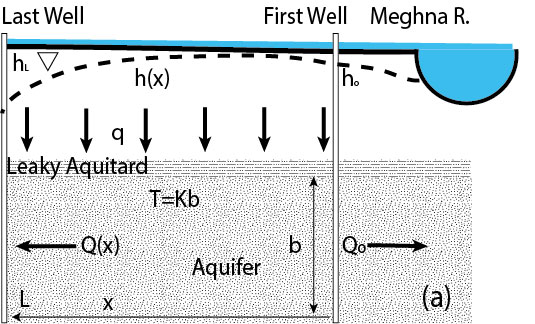 Last Well First Well Meghna R.
hL h(x) ho
q
Leaky Aquitard
T=Kb
Q(x) b Qo
Aquifer
L x (a)